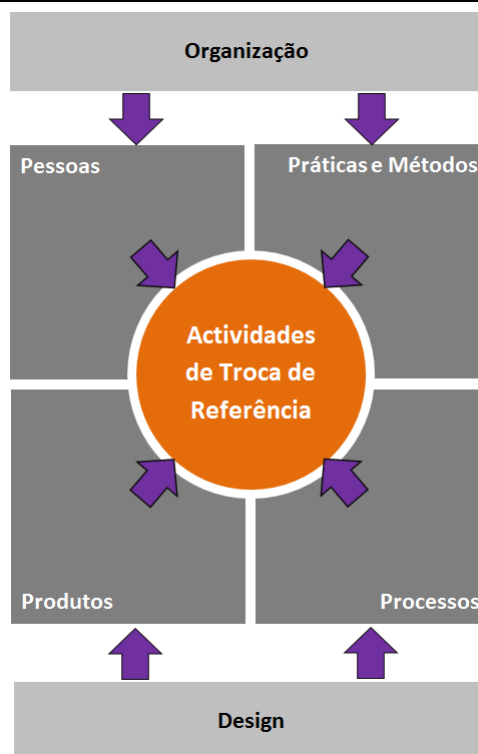 Organização
Pessoas
Práticas e Métodos
Actividades
de Troca de
Referência
Produtos
Processos
Design